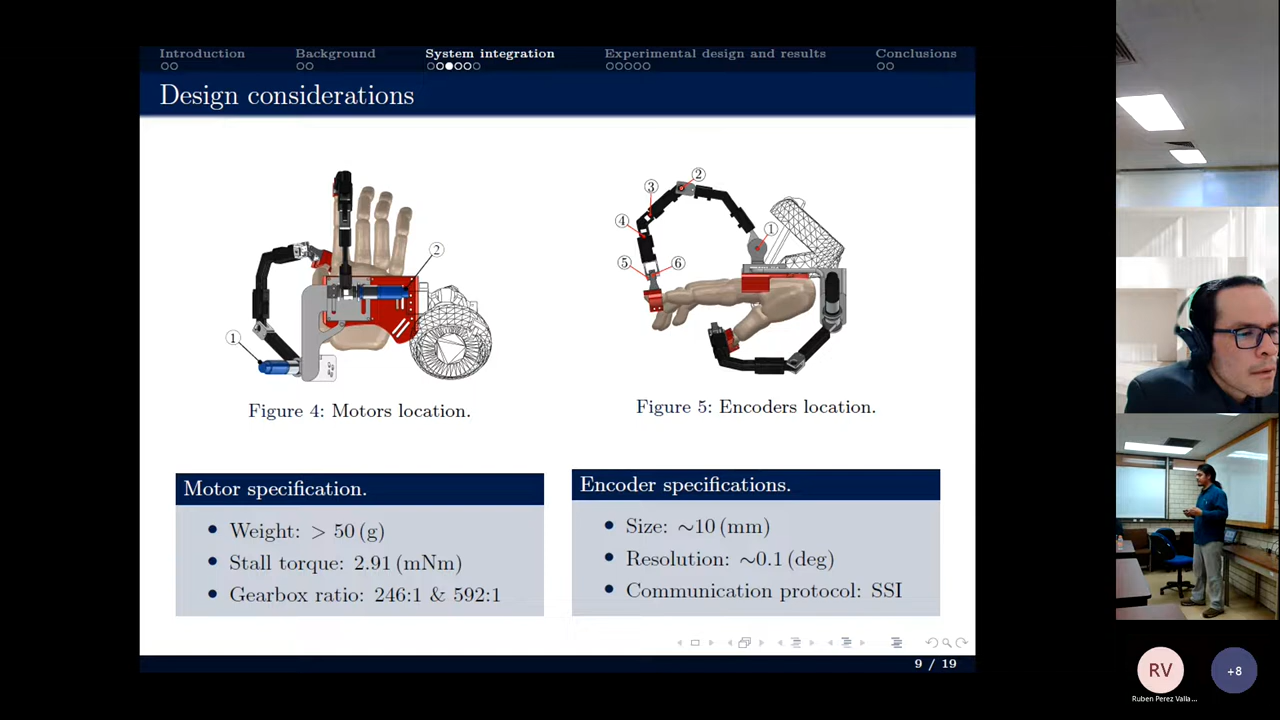 Introduction Background System integration Experimental design and results Conclusions
Design considerations
1
2
Figure 4: Motors location.
1
2
3
4
5
6
Figure 5: Encoders location.
Motor specification.
Weight: > 50 (g)
Stall torque: 2.91 (mNm)
Gearbox ratio: 246:1 & 592:1
Encoder specifications.
Size: ~10 (mm)
Resolution: ~0.1 (deg)
Communication protocol: SSI
9 / 19
RV
Ruben Perez Valla...
+8